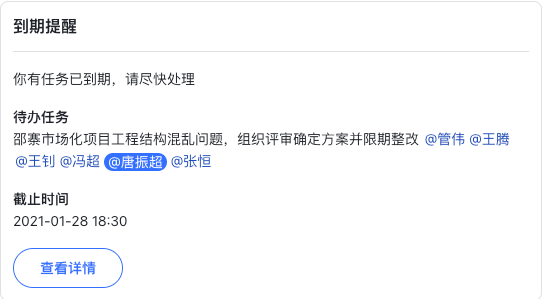 到期提醒
你有任务已到期，请尽快处理
待办任务
邵寨市场化项目工程结构混乱问题，组织评审确定方案并限期整改 @管伟 @王腾
@王钊 @冯超 @唐振超 @张恒
截止时间
2021-01-28 18:30
查看详情